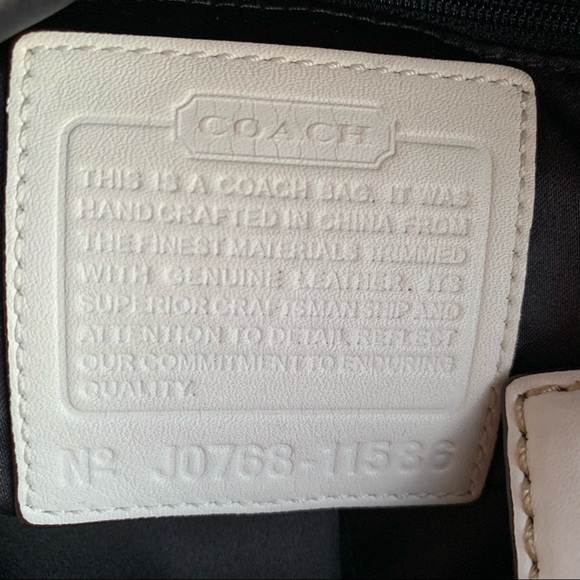 COACH
THIS IS A COACH BAG. IT WAS
HANDCRAFTED IN CHINA FROM
THE FINEST MATERIALS TRIMMED
WITH GENUINE LEATHER. ITS
SUPERIOR CRAFTSMANSHIP AND
ATTENTION TO DETAIL REFLECT
OUR COMMITMENT TO ENDURING
QUALITY.
Nº J0768-11536